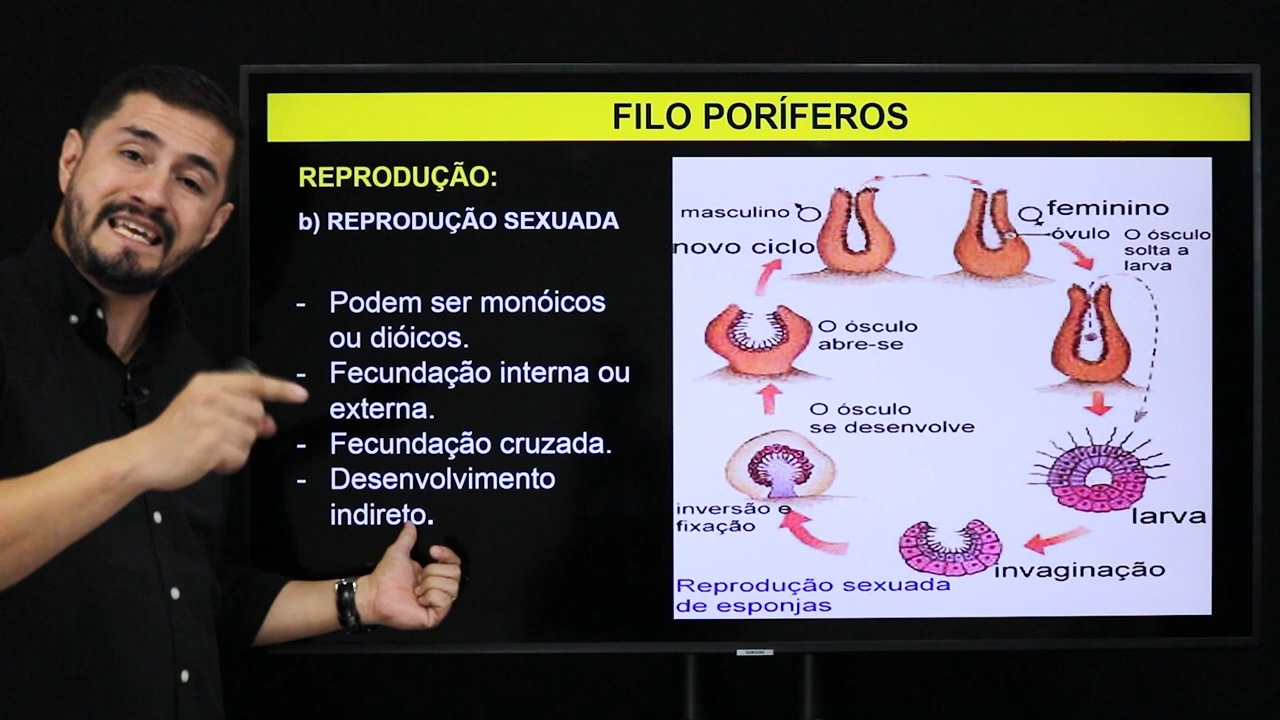 FILO PORÍFEROS
REPRODUÇÃO:
b) REPRODUÇÃO SEXUADA
- Podem ser monóicos
ou dióicos.
- Fecundação interna ou
externa.
- Fecundação cruzada.
- Desenvolvimento
indireto.
masculino
feminino
óvulo
O ósculo
solta a
larva
novo ciclo
O ósculo
abre-se
O ósculo
se desenvolve
inversão e
fixação
larva
invaginação
Reprodução sexuada
de esponjas
SAMSUNG